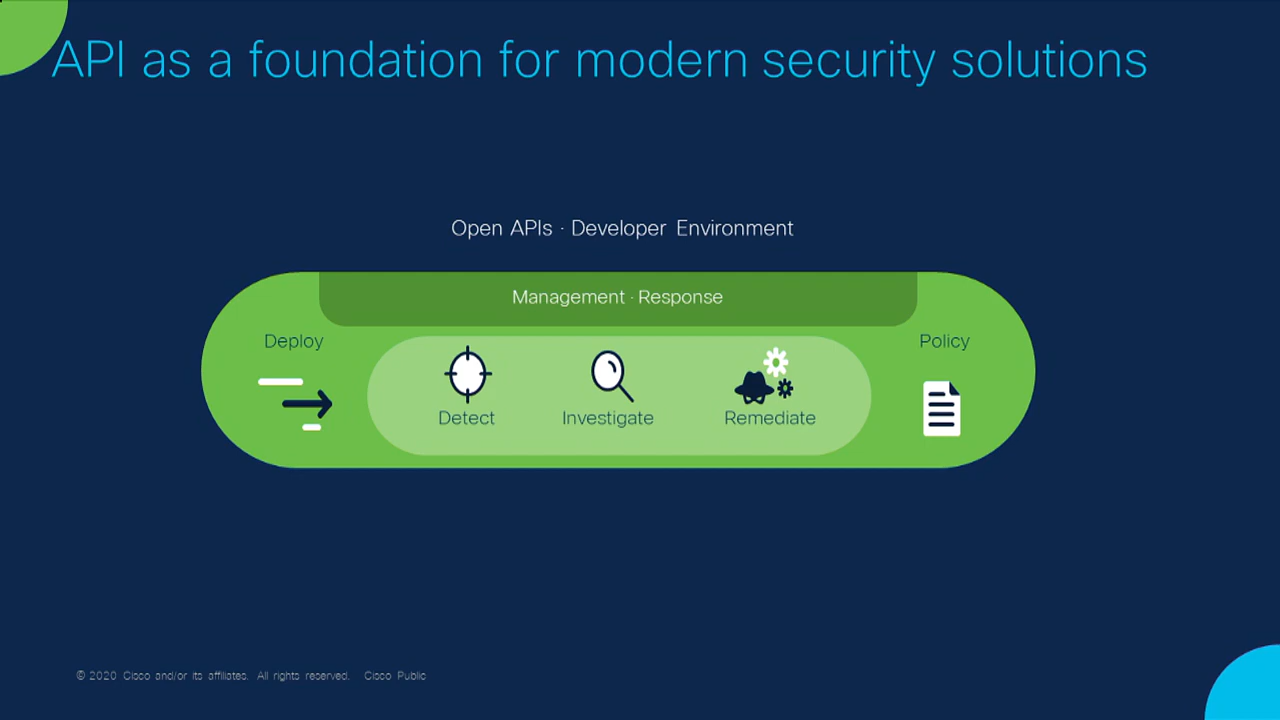 API as a foundation for modern security solutions
Open APIs · Developer Environment
Management · Response
Deploy
Policy
Detect
Investigate
Remediate
© 2020 Cisco and/or its affiliates. All rights reserved. Cisco Public